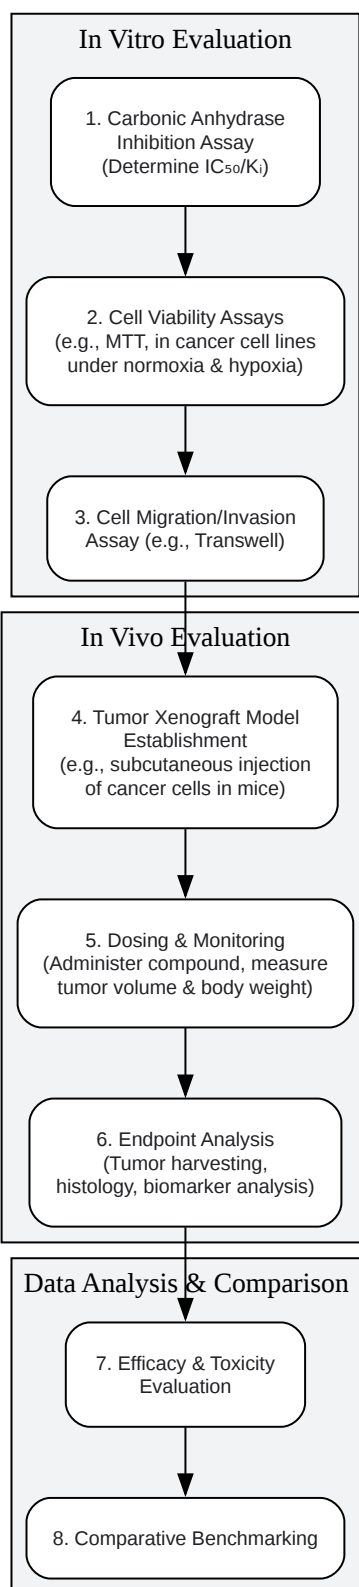 In Vitro Evaluation
1. Carbonic Anhydrase
Inhibition Assay
(Determine IC₅₀/Kᵢ)
2. Cell Viability Assays
(e.g., MTT, in cancer cell lines
under normoxia & hypoxia)
3. Cell Migration/Invasion
Assay (e.g., Transwell)
In Vivo Evaluation
4. Tumor Xenograft Model
Establishment
(e.g., subcutaneous injection
of cancer cells in mice)
5. Dosing & Monitoring
(Administer compound, measure
tumor volume & body weight)
6. Endpoint Analysis
(Tumor harvesting,
histology, biomarker analysis)
Data Analysis & Comparison
7. Efficacy & Toxicity
Evaluation
8. Comparative Benchmarking